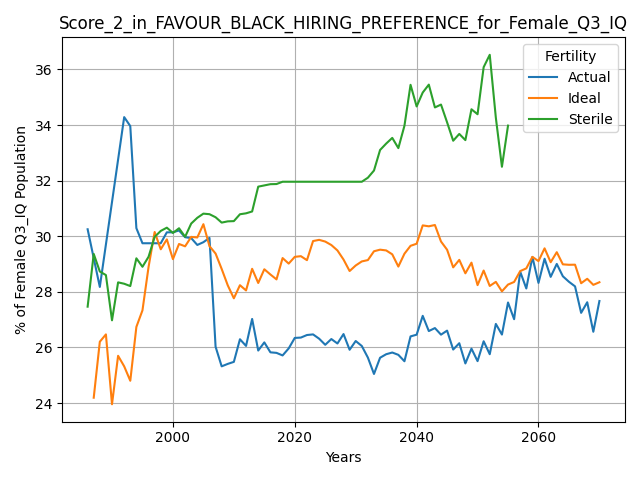 Score_2_in_FAVOUR_BLACK_HIRING_PREFERENCE_for_Female_Q3_IQ
Fertility
Actual
Ideal
Sterile
36
34
32
30
28
26
24
% of Female Q3_IQ Population
2000
2020
2040
2060
Years